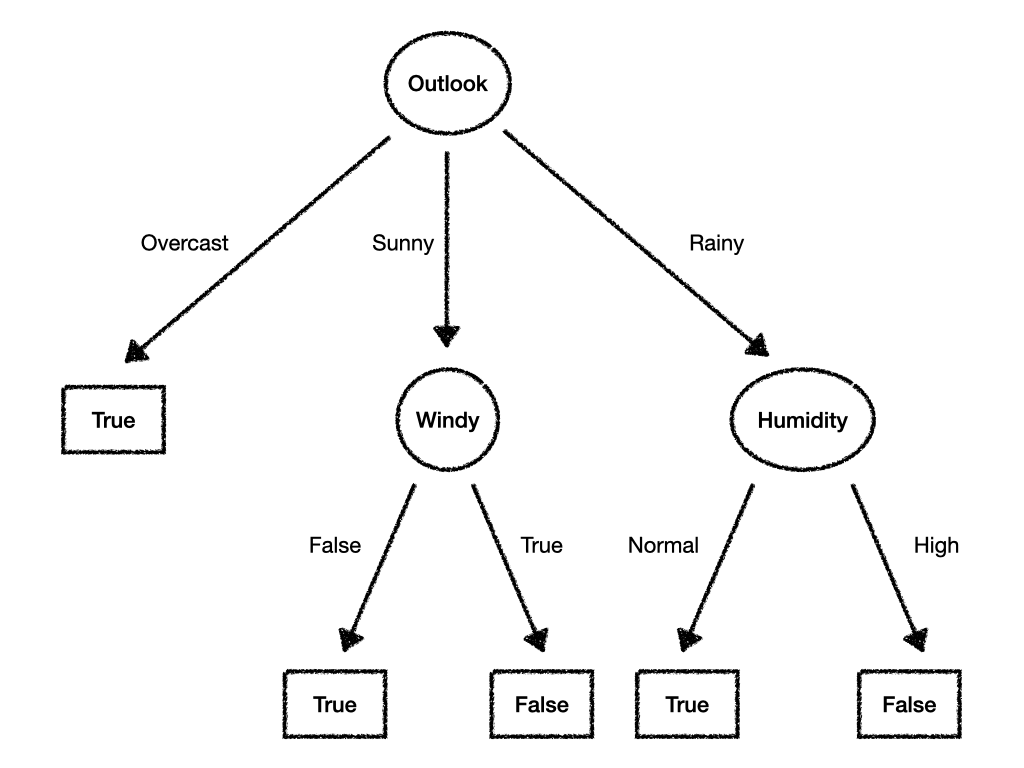 Outlook
Overcast
Sunny
Rainy
True
Windy
Humidity
False
True
Normal
High
True
False
True
False